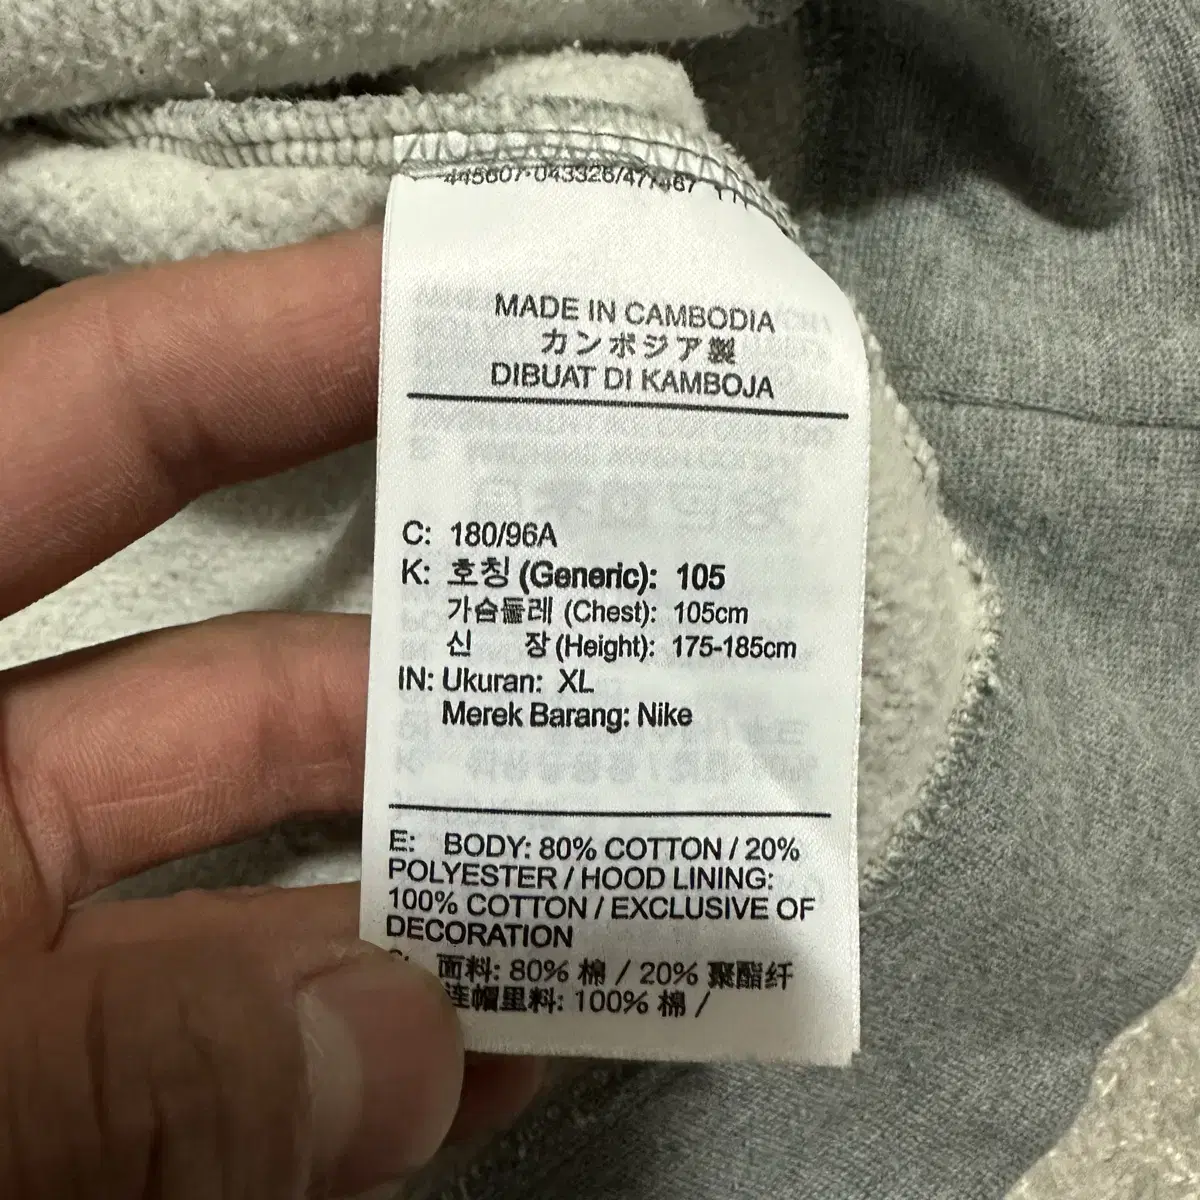 MADE IN CAMBODIA
カンボジア製
DIBUAT DI KAMBOJA
C: 180/96A
K: 호칭 (Generic): 105
가슴둘레 (Chest): 105cm
신 장 (Height): 175-185cm
IN: Ukuran: XL
Merek Barang: Nike
E: BODY: 80% COTTON / 20%
POLYESTER / HOOD LINING:
100% COTTON / EXCLUSIVE OF
DECORATION
面料: 80% 棉 / 20% 聚酯纤
连帽里料: 100% 棉 /